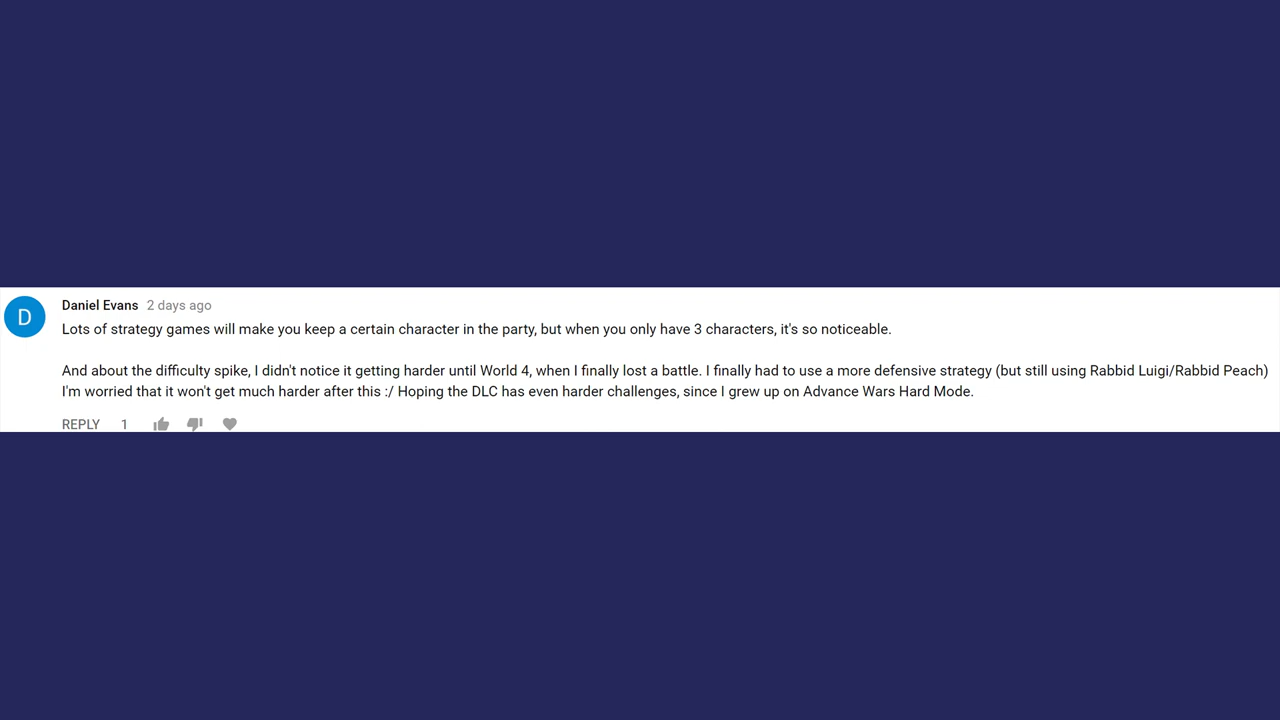 D
Daniel Evans 2 days ago
Lots of strategy games will make you keep a certain character in the party, but when you only have 3 characters, it's so noticeable.
And about the difficulty spike, I didn't notice it getting harder until World 4, when I finally lost a battle. I finally had to use a more defensive strategy (but still using Rabbid Luigi/Rabbid Peach)
I'm worried that it won't get much harder after this :/ Hoping the DLC has even harder challenges, since I grew up on Advance Wars Hard Mode.
REPLY 1